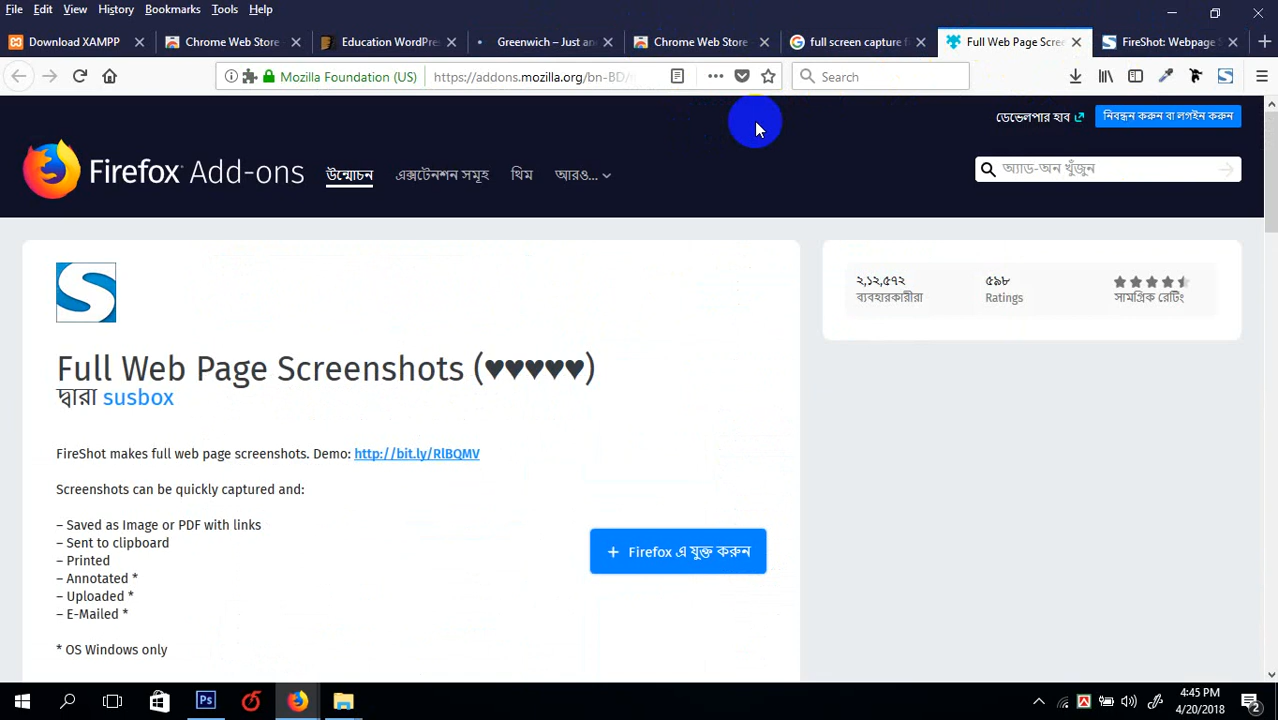 File Edit View History Bookmarks Tools Help
Download XAMPP
Chrome Web Store
Education WordPre
Greenwich – Just an
Chrome Web Store
full screen capture f
Full Web Page Scree
FireShot: Webpage S
Mozilla Foundation (US)
https://addons.mozilla.org/bn-BD/
Search
ডেভেলপার হাব
নিবন্ধন করুন বা লগইন করুন
Firefox Add-ons
উন্মোচন
এক্সটেনশন সমূহ
থিম
আরও...
অ্যাড-অন খুঁজুন
S
Full Web Page Screenshots (♥♥♥♥♥)
দ্বারা susbox
২,১২,৫৭২
ব্যবহারকারীরা
৫৯৮
Ratings
সামগ্রিক রেটিং
FireShot makes full web page screenshots. Demo: http://bit.ly/RlBQMV
Screenshots can be quickly captured and:
– Saved as Image or PDF with links
– Sent to clipboard
– Printed
– Annotated *
– Uploaded *
– E-Mailed *
+ Firefox এ যুক্ত করুন
* OS Windows only
Ps
4:45 PM
4/20/2018
2